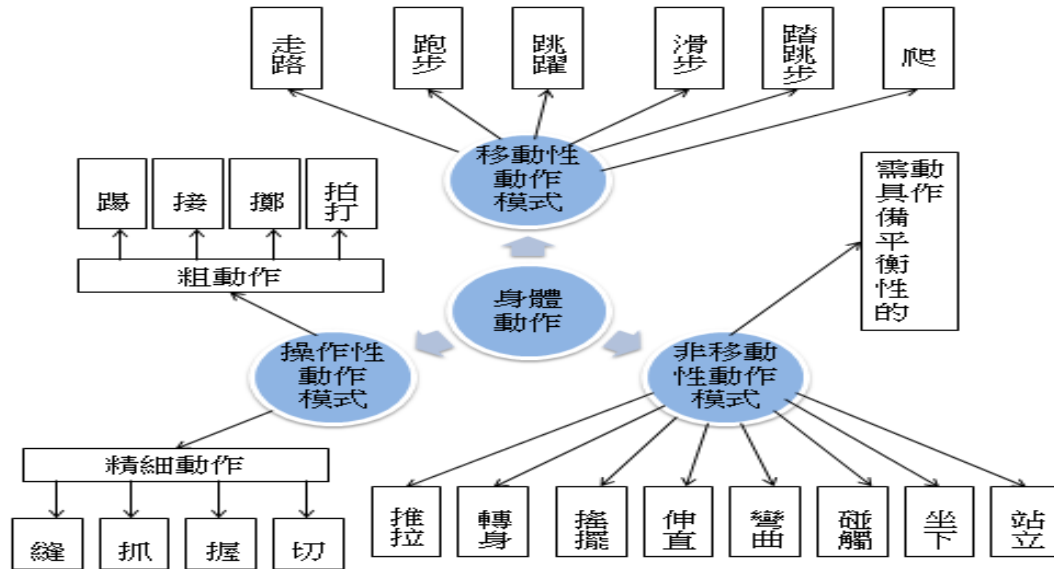 走路
跑步
跳躍
滑步
踏跳步
爬
移動性
動作
模式
需具備平衡性的
動作
踢
接
擲
拍打
粗動作
身體
動作
操作性
動作
模式
非移動
性動作
模式
精細動作
縫
抓
握
切
推拉
轉身
搖擺
伸直
彎曲
碰觸
坐下
站立